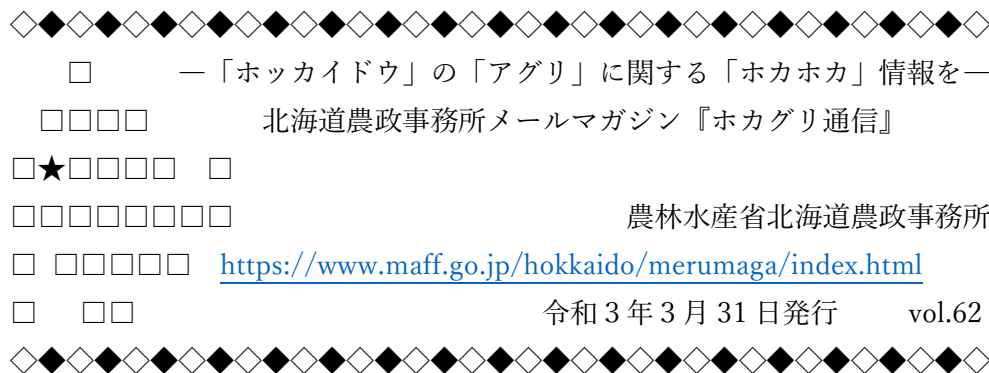 ◇◆◇◆◇◆◇◆◇◆◇◆◇◆◇◆◇◆◇◆◇◆◇◆◇◆◇◆◇
□ ―「ホッカイドウ」の「アグリ」に関する「ホカホカ」情報を―
□□□□ 北海道農政事務所メールマガジン『ホカグリ通信』
□★□□□□ □
□□□□□□□□ 農林水産省北海道農政事務所
□ □□□□□ https://www.maff.go.jp/hokkaido/merumaga/index.html
□ □□ 令和3年3月31日発行 vol.62
◇◆◇◆◇◆◇◆◇◆◇◆◇◆◇◆◇◆◇◆◇◆◇◆◇◆◇◆◇